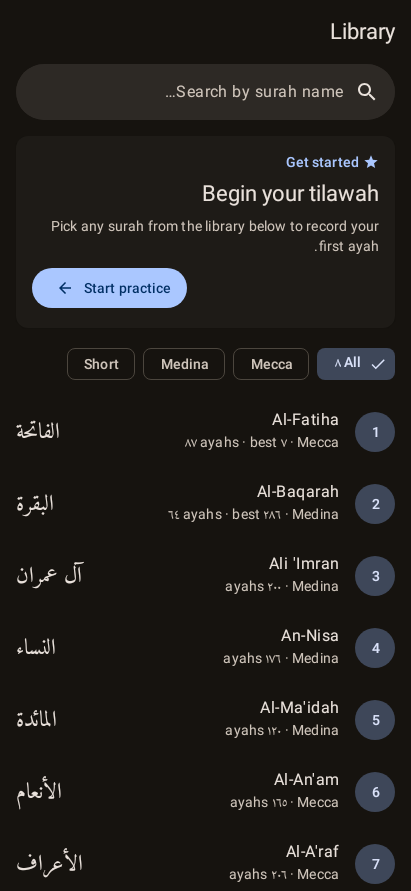 Library
Search by surah name…
Get started
Begin your tilawah
Pick any surah from the library below to record your
first ayah.
Start practice
All ٨
Mecca
Medina
Short
1
Al-Fatiha
Mecca · ٧ ayahs · best ٨٧
الفاتحة
2
Al-Baqarah
Medina · ٢٨٦ ayahs · best ٦٤
البقرة
3
Ali 'Imran
Medina · ٢٠٠ ayahs
آل عمران
4
An-Nisa
Medina · ١٧٦ ayahs
النساء
5
Al-Ma'idah
Medina · ١٢٠ ayahs
المائدة
6
Al-An'am
Mecca · ١٦٥ ayahs
الأنعام
7
Al-A'raf
Mecca · ٢٠٦ ayahs
الأعراف